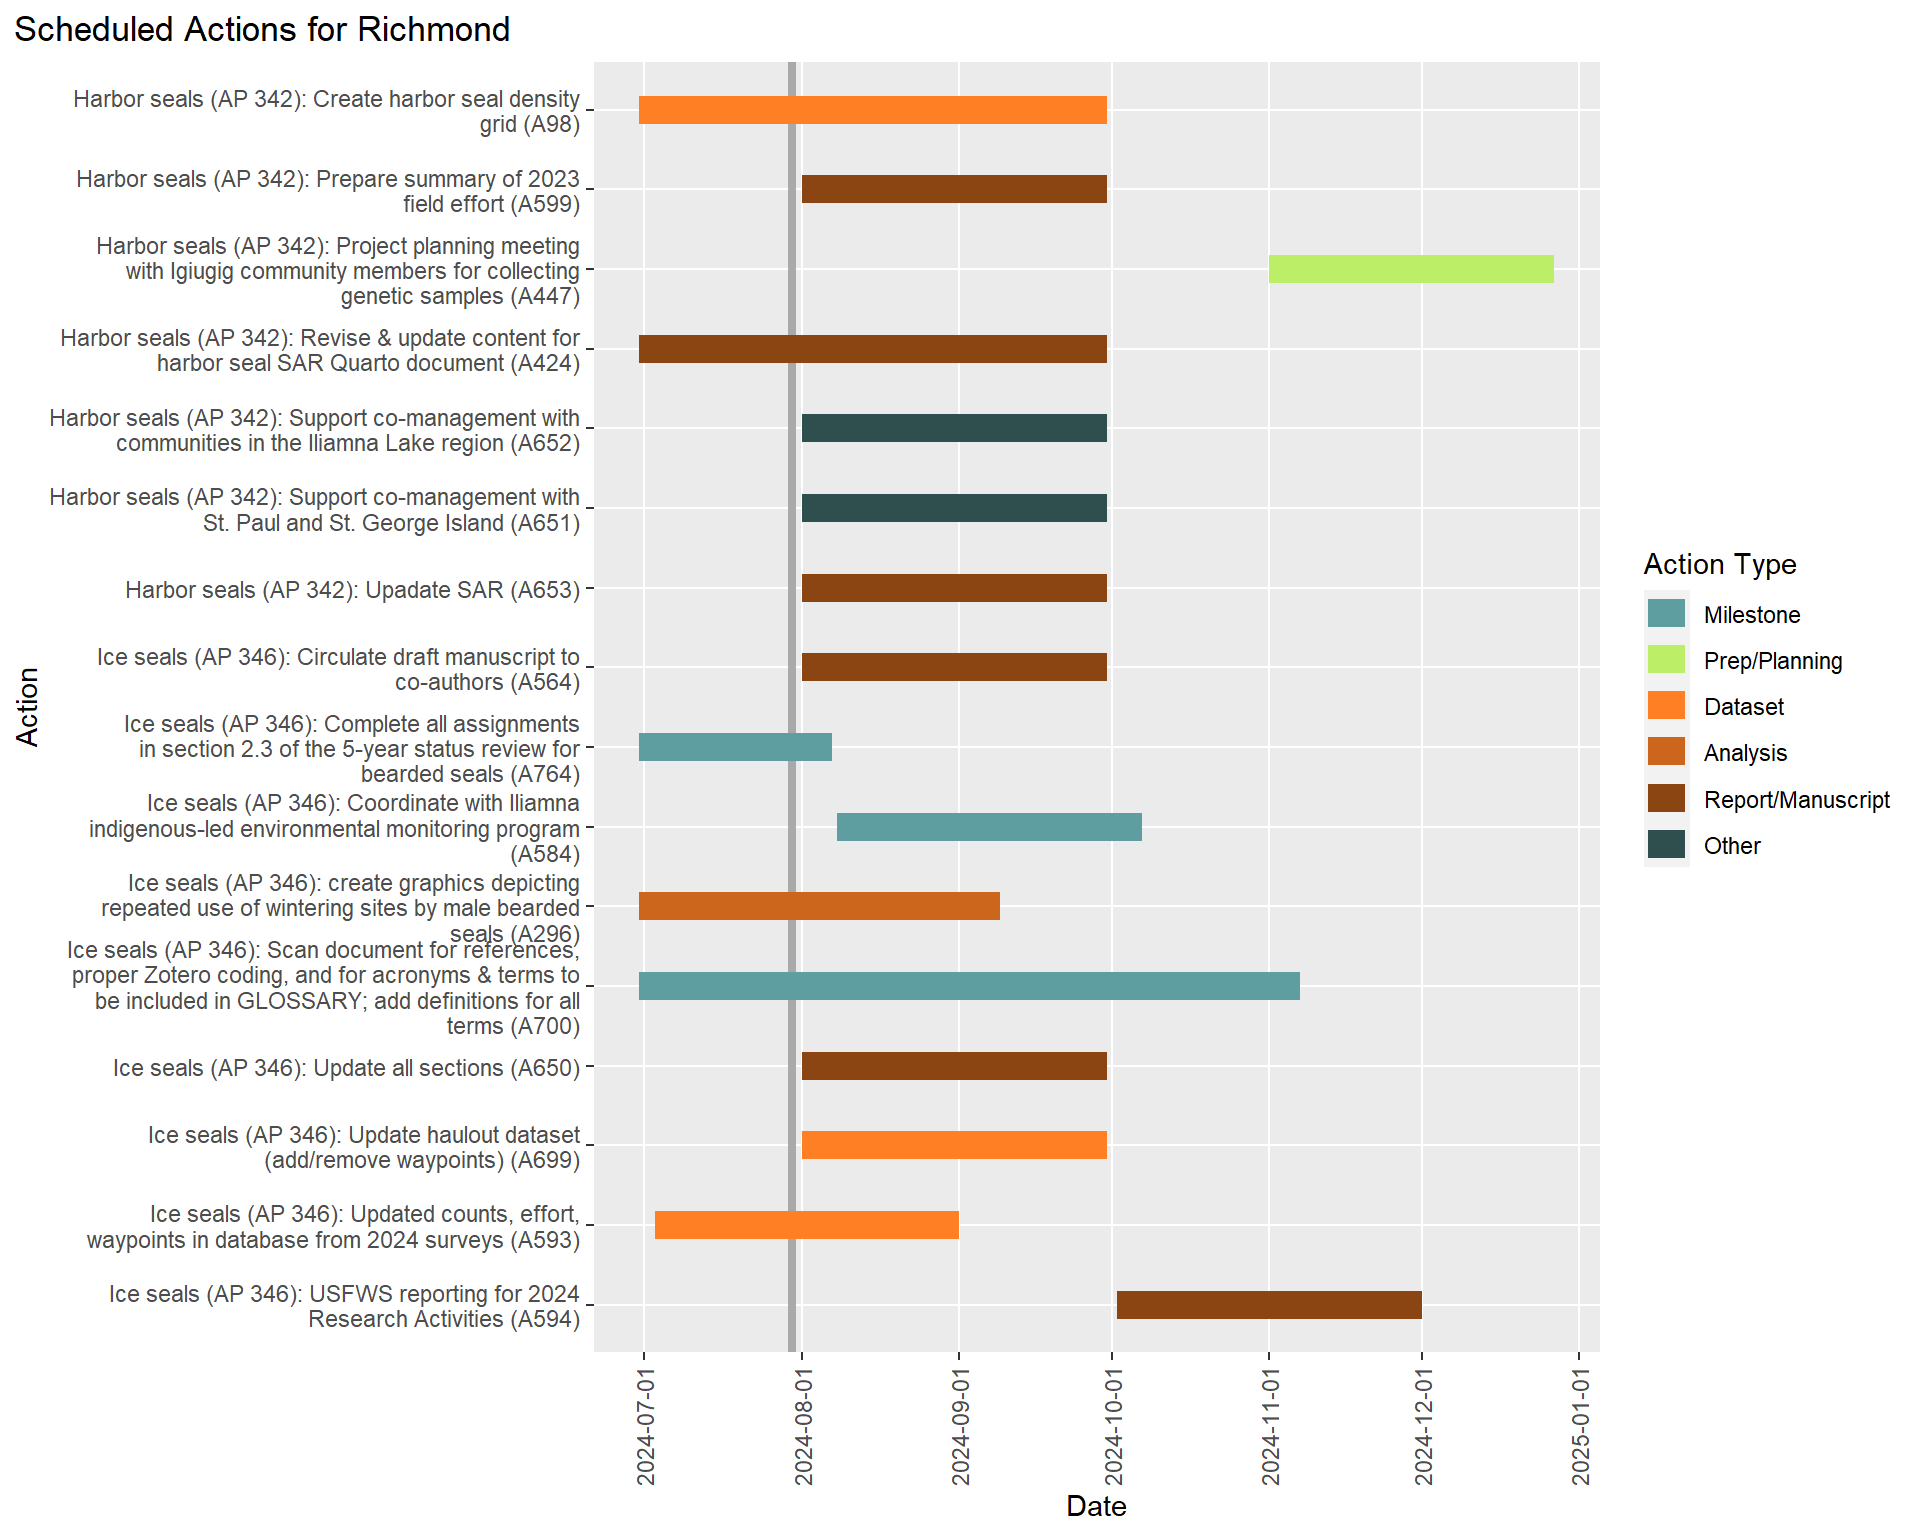 Scheduled Actions for Richmond
Harbor seals (AP 342): Create harbor seal density
grid (A98)
Harbor seals (AP 342): Prepare summary of 2023
field effort (A599)
Harbor seals (AP 342): Project planning meeting
with Igiugig community members for collecting
genetic samples (A447)
Harbor seals (AP 342): Revise & update content for
harbor seal SAR Quarto document (A424)
Harbor seals (AP 342): Support co-management with
communities in the Iliamna Lake region (A652)
Harbor seals (AP 342): Support co-management with
St. Paul and St. George Island (A651)
Harbor seals (AP 342): Upadate SAR (A653)
Ice seals (AP 346): Circulate draft manuscript to
co-authors (A564)
Ice seals (AP 346): Complete all assignments
in section 2.3 of the 5-year status review for
bearded seals (A764)
Ice seals (AP 346): Coordinate with Iliamna
indigenous-led environmental monitoring program
(A584)
Ice seals (AP 346): create graphics depicting
repeated use of wintering sites by male bearded
seals (A296)
Ice seals (AP 346): Scan document for references,
proper Zotero coding, and for acronyms & terms to
be included in GLOSSARY; add definitions for all
terms (A700)
Ice seals (AP 346): Update all sections (A650)
Ice seals (AP 346): Update haulout dataset
(add/remove waypoints) (A699)
Ice seals (AP 346): Updated counts, effort,
waypoints in database from 2024 surveys (A593)
Ice seals (AP 346): USFWS reporting for 2024
Research Activities (A594)
Action
2024-07-01
2024-08-01
2024-09-01
2024-10-01
2024-11-01
2024-12-01
2025-01-01
Date
Action Type
Milestone
Prep/Planning
Dataset
Analysis
Report/Manuscript
Other